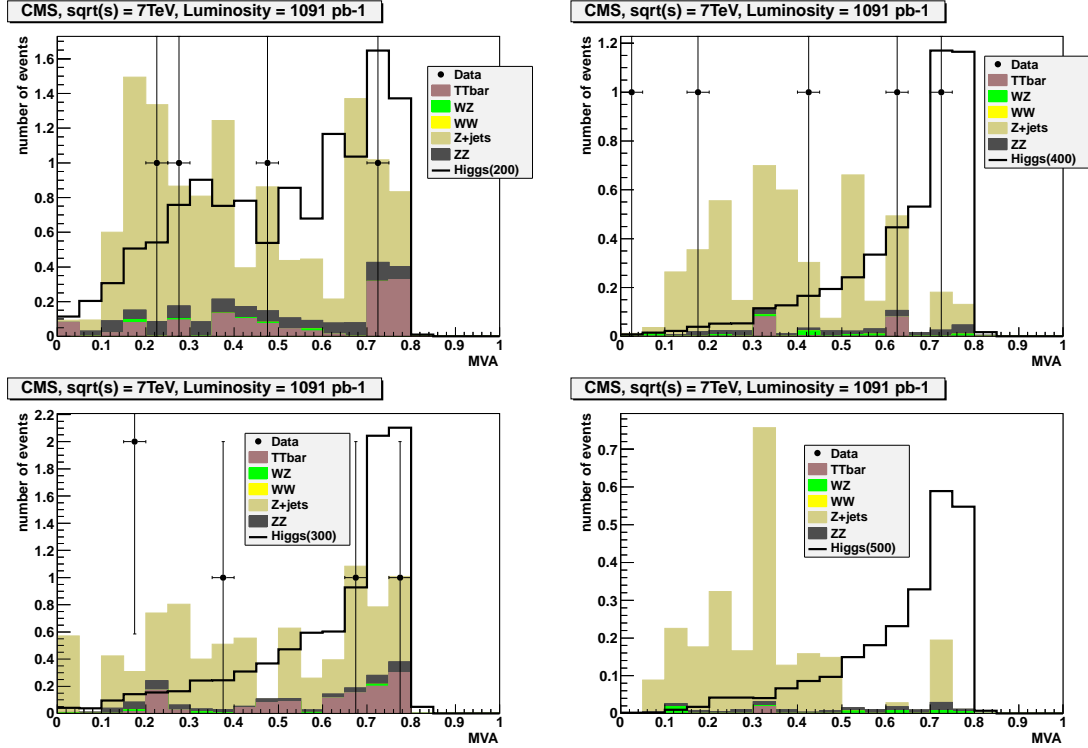 CMS, sqrt(s) = 7TeV, Luminosity = 1091 pb-1
number of events
1.6
1.4
1.2
1
0.8
0.6
0.4
0.2
0
0 0.1 0.2 0.3 0.4 0.5 0.6 0.7 0.8 0.9 1
MVA
Data
TTbar
WZ
WW
Z+jets
ZZ
Higgs(200)
CMS, sqrt(s) = 7TeV, Luminosity = 1091 pb-1
number of events
1.2
1
0.8
0.6
0.4
0.2
0
0 0.1 0.2 0.3 0.4 0.5 0.6 0.7 0.8 0.9 1
MVA
Data
TTbar
WZ
WW
Z+jets
ZZ
Higgs(400)
CMS, sqrt(s) = 7TeV, Luminosity = 1091 pb-1
number of events
2.2
2
1.8
1.6
1.4
1.2
1
0.8
0.6
0.4
0.2
0
0 0.1 0.2 0.3 0.4 0.5 0.6 0.7 0.8 0.9 1
MVA
Data
TTbar
WZ
WW
Z+jets
ZZ
Higgs(300)
CMS, sqrt(s) = 7TeV, Luminosity = 1091 pb-1
number of events
0.7
0.6
0.5
0.4
0.3
0.2
0.1
0
0 0.1 0.2 0.3 0.4 0.5 0.6 0.7 0.8 0.9 1
MVA
Data
TTbar
WZ
WW
Z+jets
ZZ
Higgs(500)